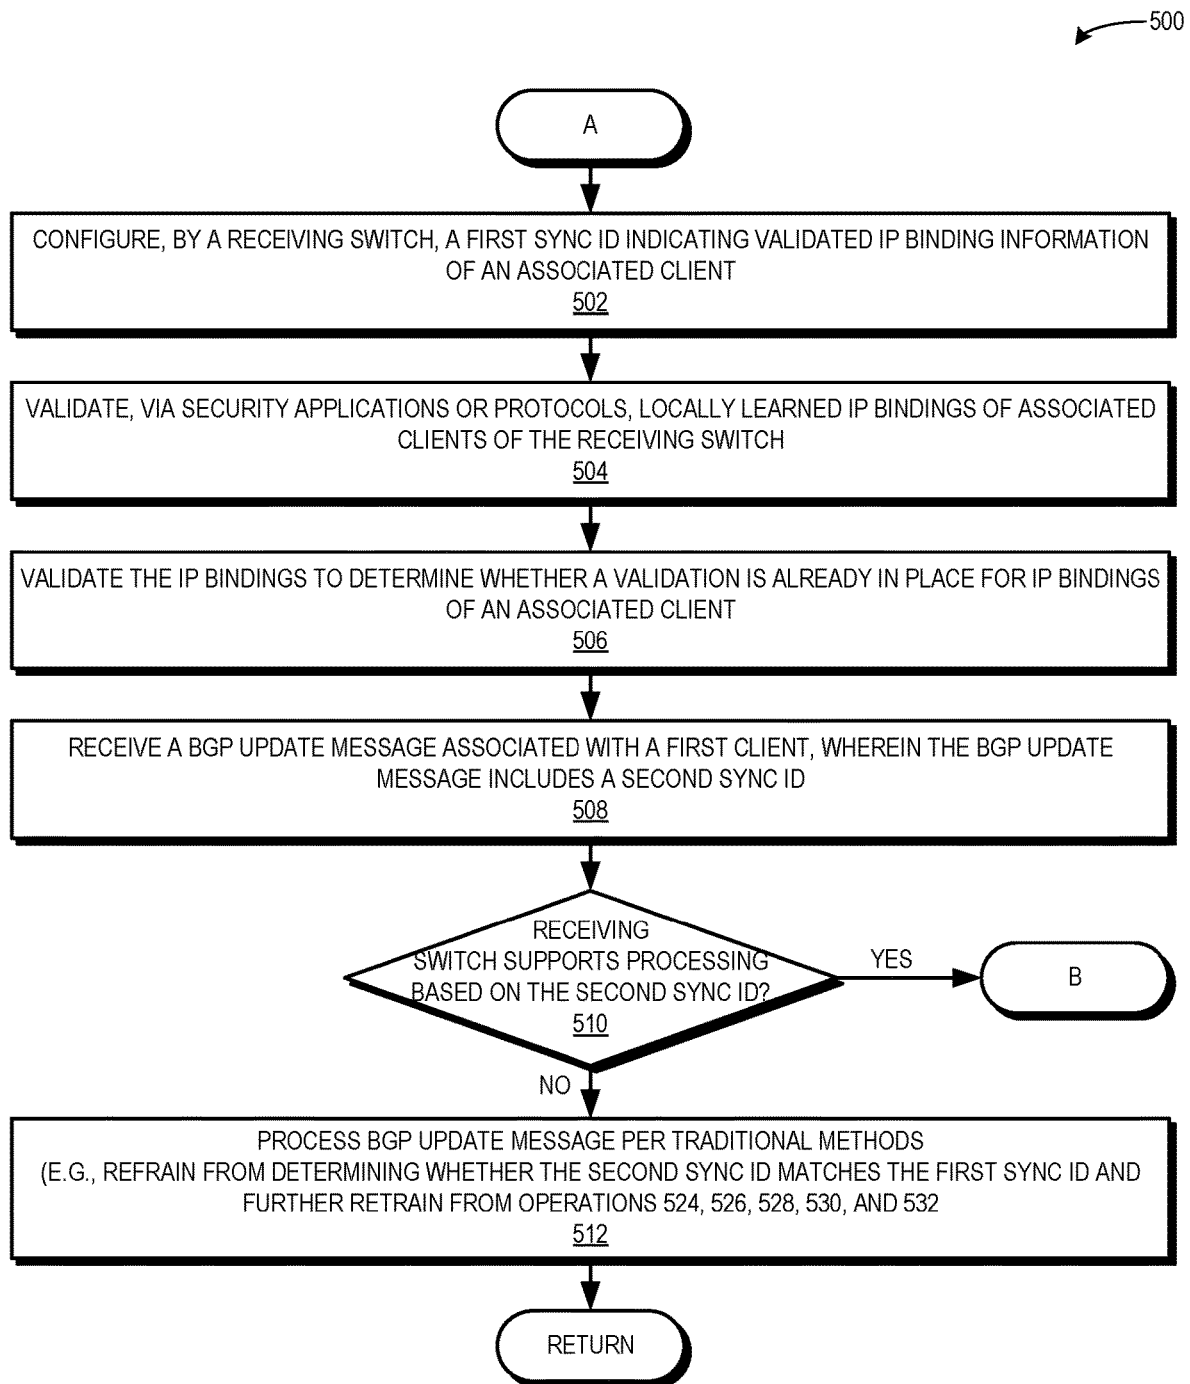 500
A
CONFIGURE, BY A RECEIVING SWITCH, A FIRST SYNC ID INDICATING VALIDATED IP BINDING INFORMATION
OF AN ASSOCIATED CLIENT
502
VALIDATE, VIA SECURITY APPLICATIONS OR PROTOCOLS, LOCALLY LEARNED IP BINDINGS OF ASSOCIATED
CLIENTS OF THE RECEIVING SWITCH
504
VALIDATE THE IP BINDINGS TO DETERMINE WHETHER A VALIDATION IS ALREADY IN PLACE FOR IP BINDINGS
OF AN ASSOCIATED CLIENT
506
RECEIVE A BGP UPDATE MESSAGE ASSOCIATED WITH A FIRST CLIENT, WHEREIN THE BGP UPDATE
MESSAGE INCLUDES A SECOND SYNC ID
508
RECEIVING
SWITCH SUPPORTS PROCESSING
BASED ON THE SECOND SYNC ID?
510
YES
B
NO
PROCESS BGP UPDATE MESSAGE PER TRADITIONAL METHODS
(E.G., REFRAIN FROM DETERMINING WHETHER THE SECOND SYNC ID MATCHES THE FIRST SYNC ID AND
FURTHER RETRAIN FROM OPERATIONS 524, 526, 528, 530, AND 532
512
RETURN